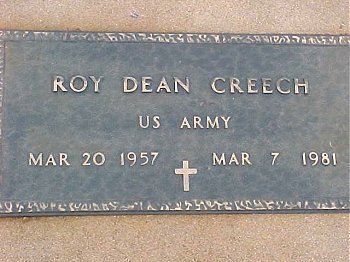 ROY DEAN CREECH
US ARMY
MAR 20 1957 MAR 7 1981